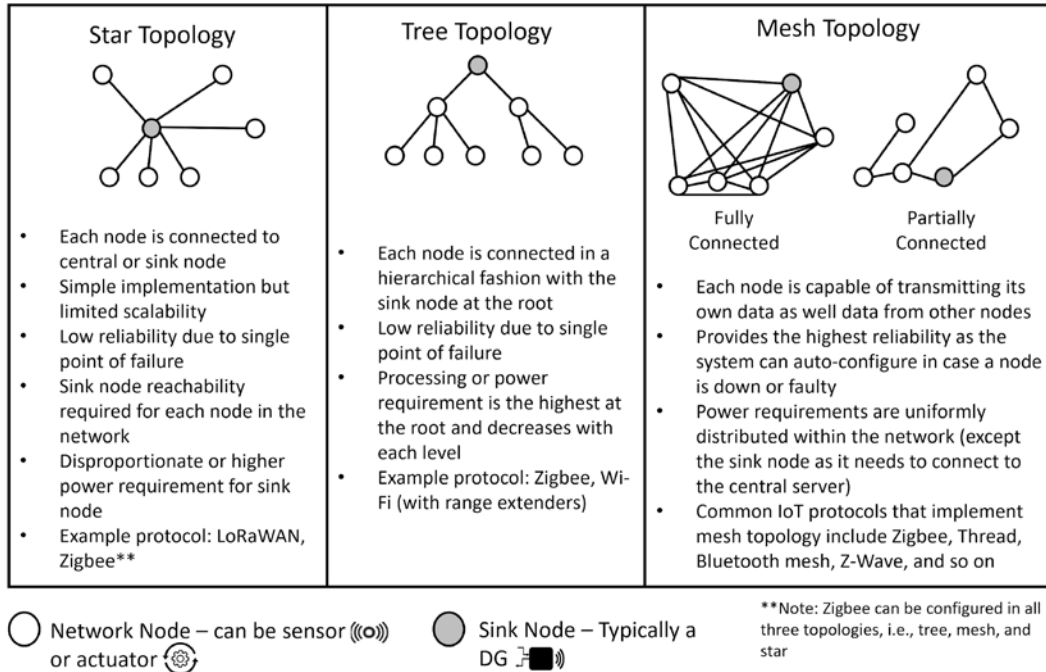 Star Topology
• Each node is connected to
central or sink node
• Simple implementation but
limited scalability
• Low reliability due to single
point of failure
• Sink node reachability
required for each node in the
network
• Disproportionate or higher
power requirement for sink
node
• Example protocol: LoRaWAN,
Zigbee**
Tree Topology
• Each node is connected in a
hierarchical fashion with the
sink node at the root
• Low reliability due to single
point of failure
• Processing or power
requirement is the highest at
the root and decreases with
each level
• Example protocol: Zigbee, Wi-
Fi (with range extenders)
Mesh Topology
Fully
Connected
Partially
Connected
• Each node is capable of transmitting its
own data as well data from other nodes
• Provides the highest reliability as the
system can auto-configure in case a node
is down or faulty
• Power requirements are uniformly
distributed within the network (except
the sink node as it needs to connect to
the central server)
• Common IoT protocols that implement
mesh topology include Zigbee, Thread,
Bluetooth mesh, Z-Wave, and so on
Network Node – can be sensor
or actuator
Sink Node – Typically a
DG
**Note: Zigbee can be configured in all
three topologies, i.e., tree, mesh, and
star